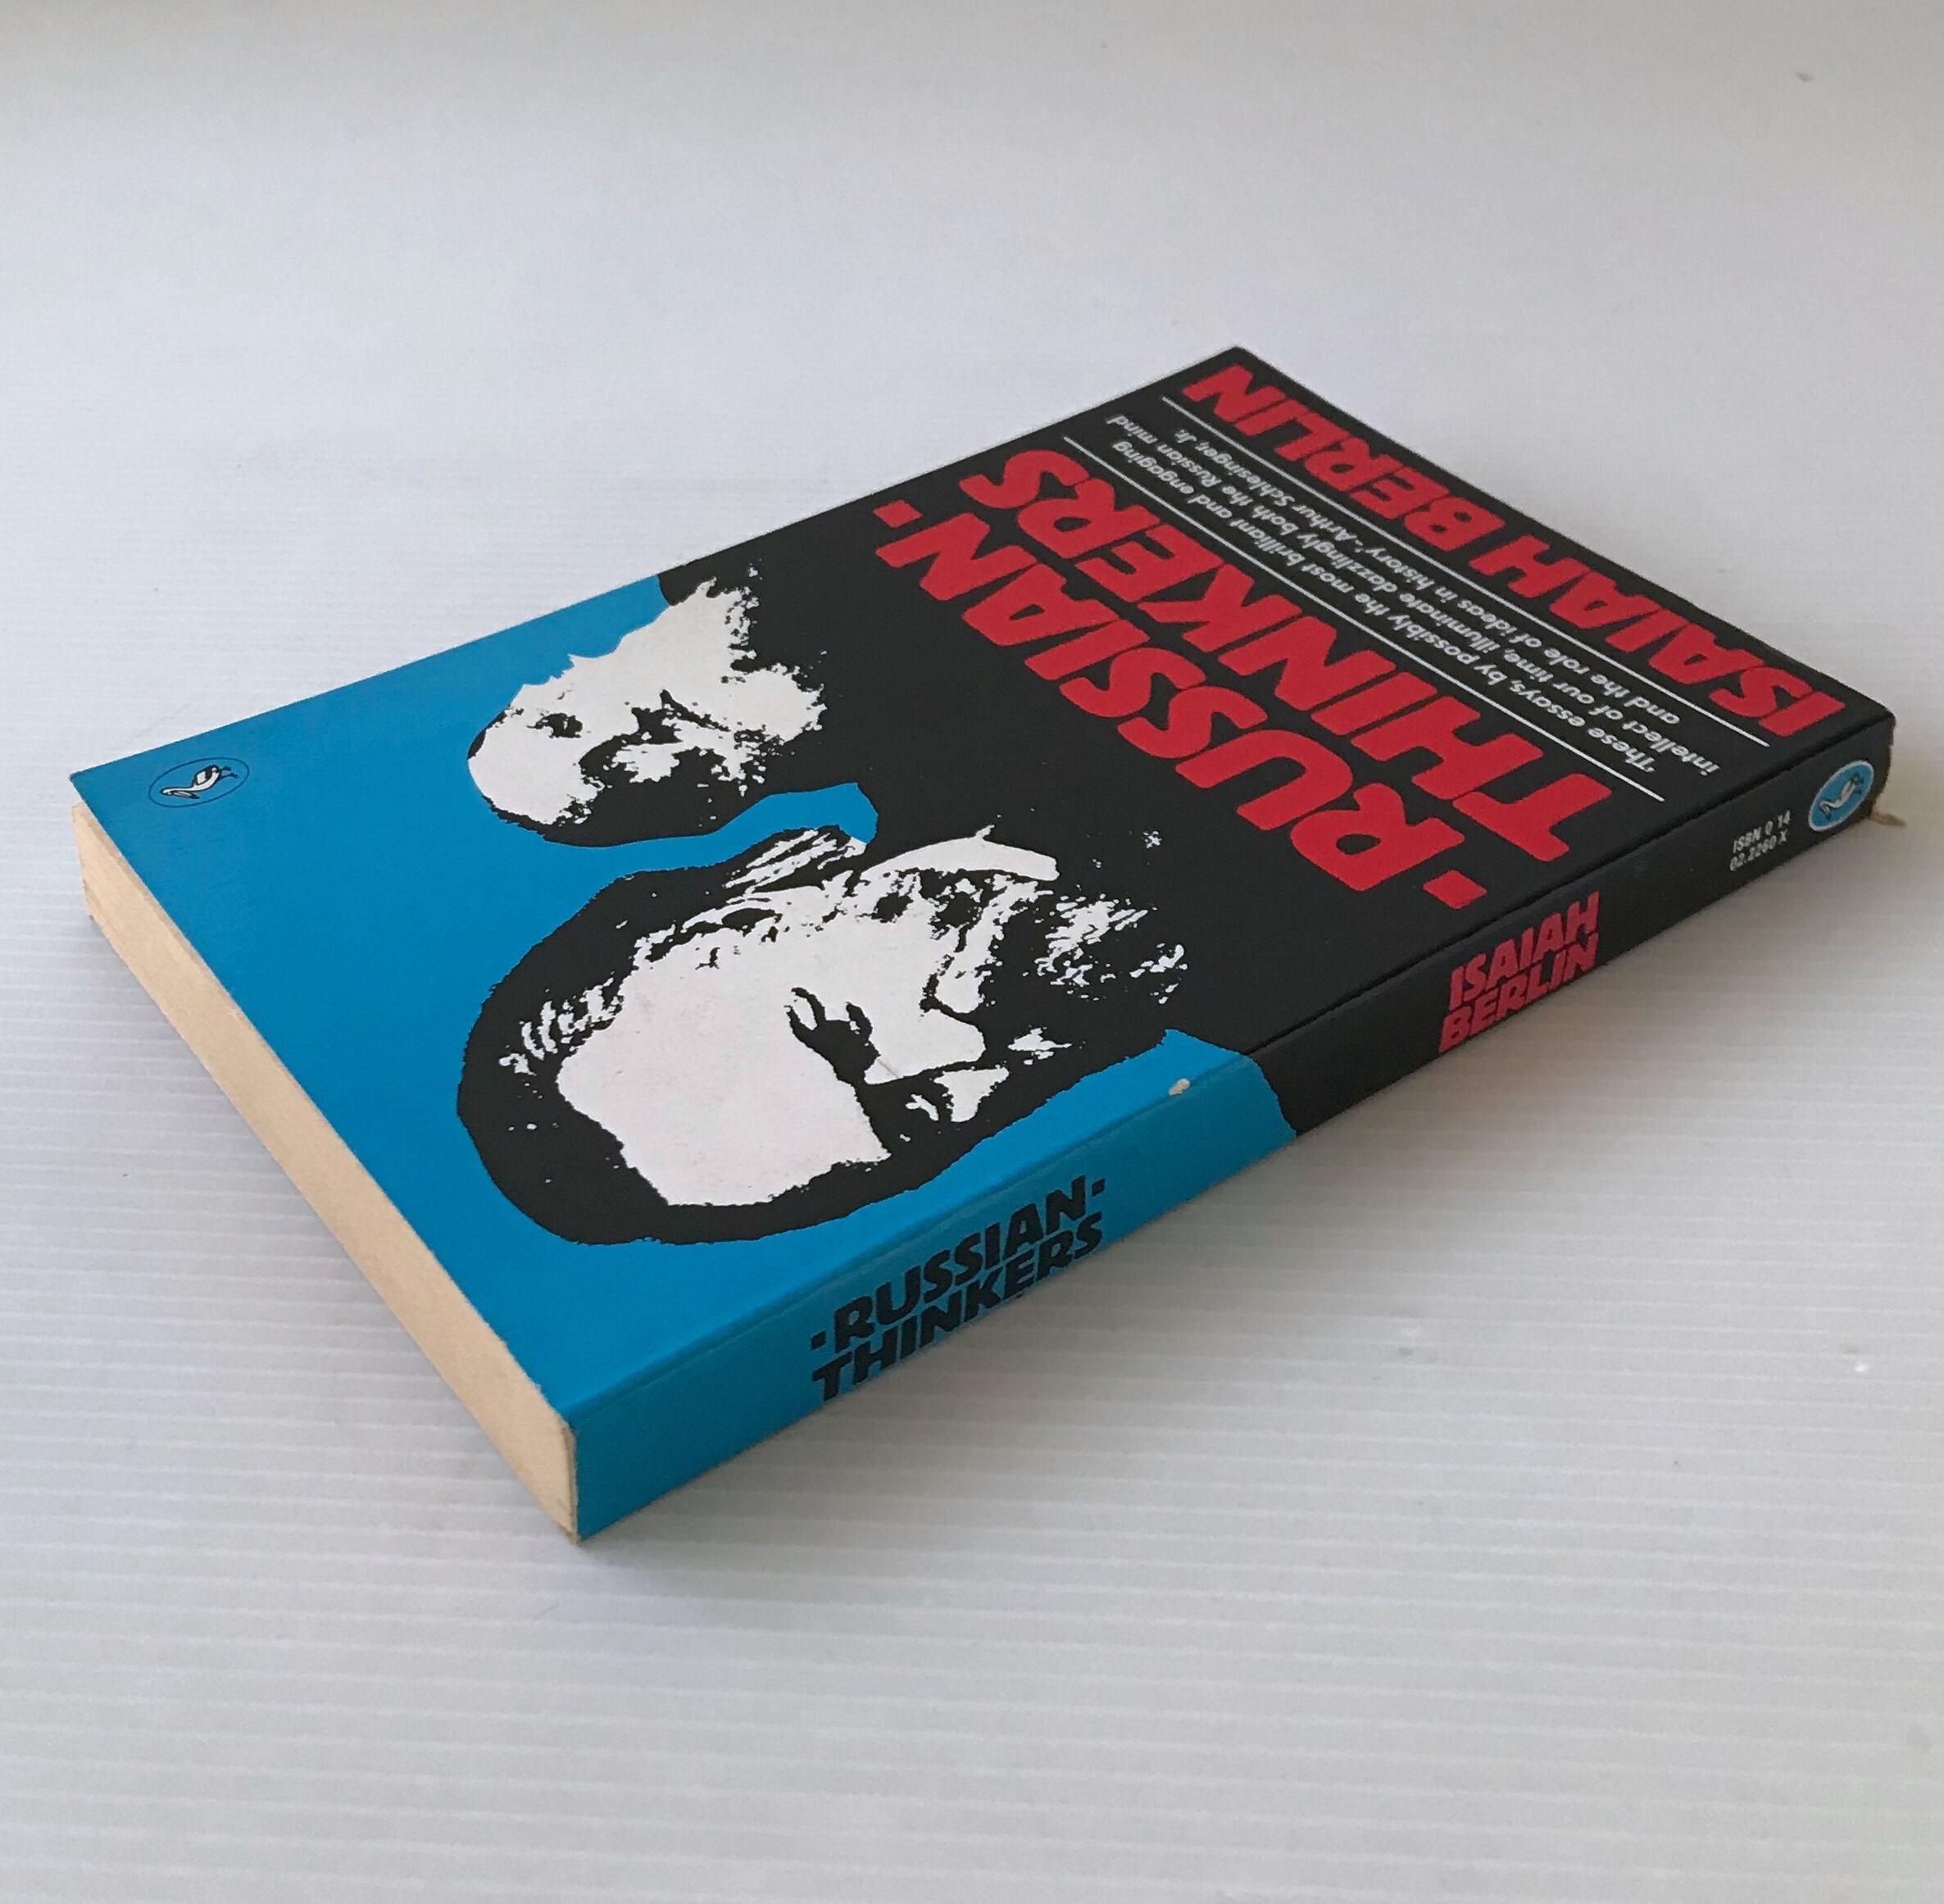 ISAIAH BERLIN
'These essays, by possibly the most brilliant and engaging
intellect of our time, illuminate dazzlingly both the Russian mind
and the role of ideas in history'-Arthur Schlesinger, Jr.
·RUSSIAN·
THINKERS
·RUSSIAN·
THINKERS
ISAIAH
BERLIN
ISBN 0 14
02.2260 X